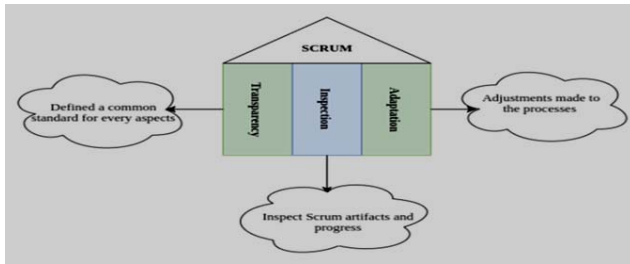 SCRUM
Transparency
Inspection
Adaptation
Defined a common
standard for every aspects
Adjustments made to
the processes
Inspect Scrum artifacts and
progress